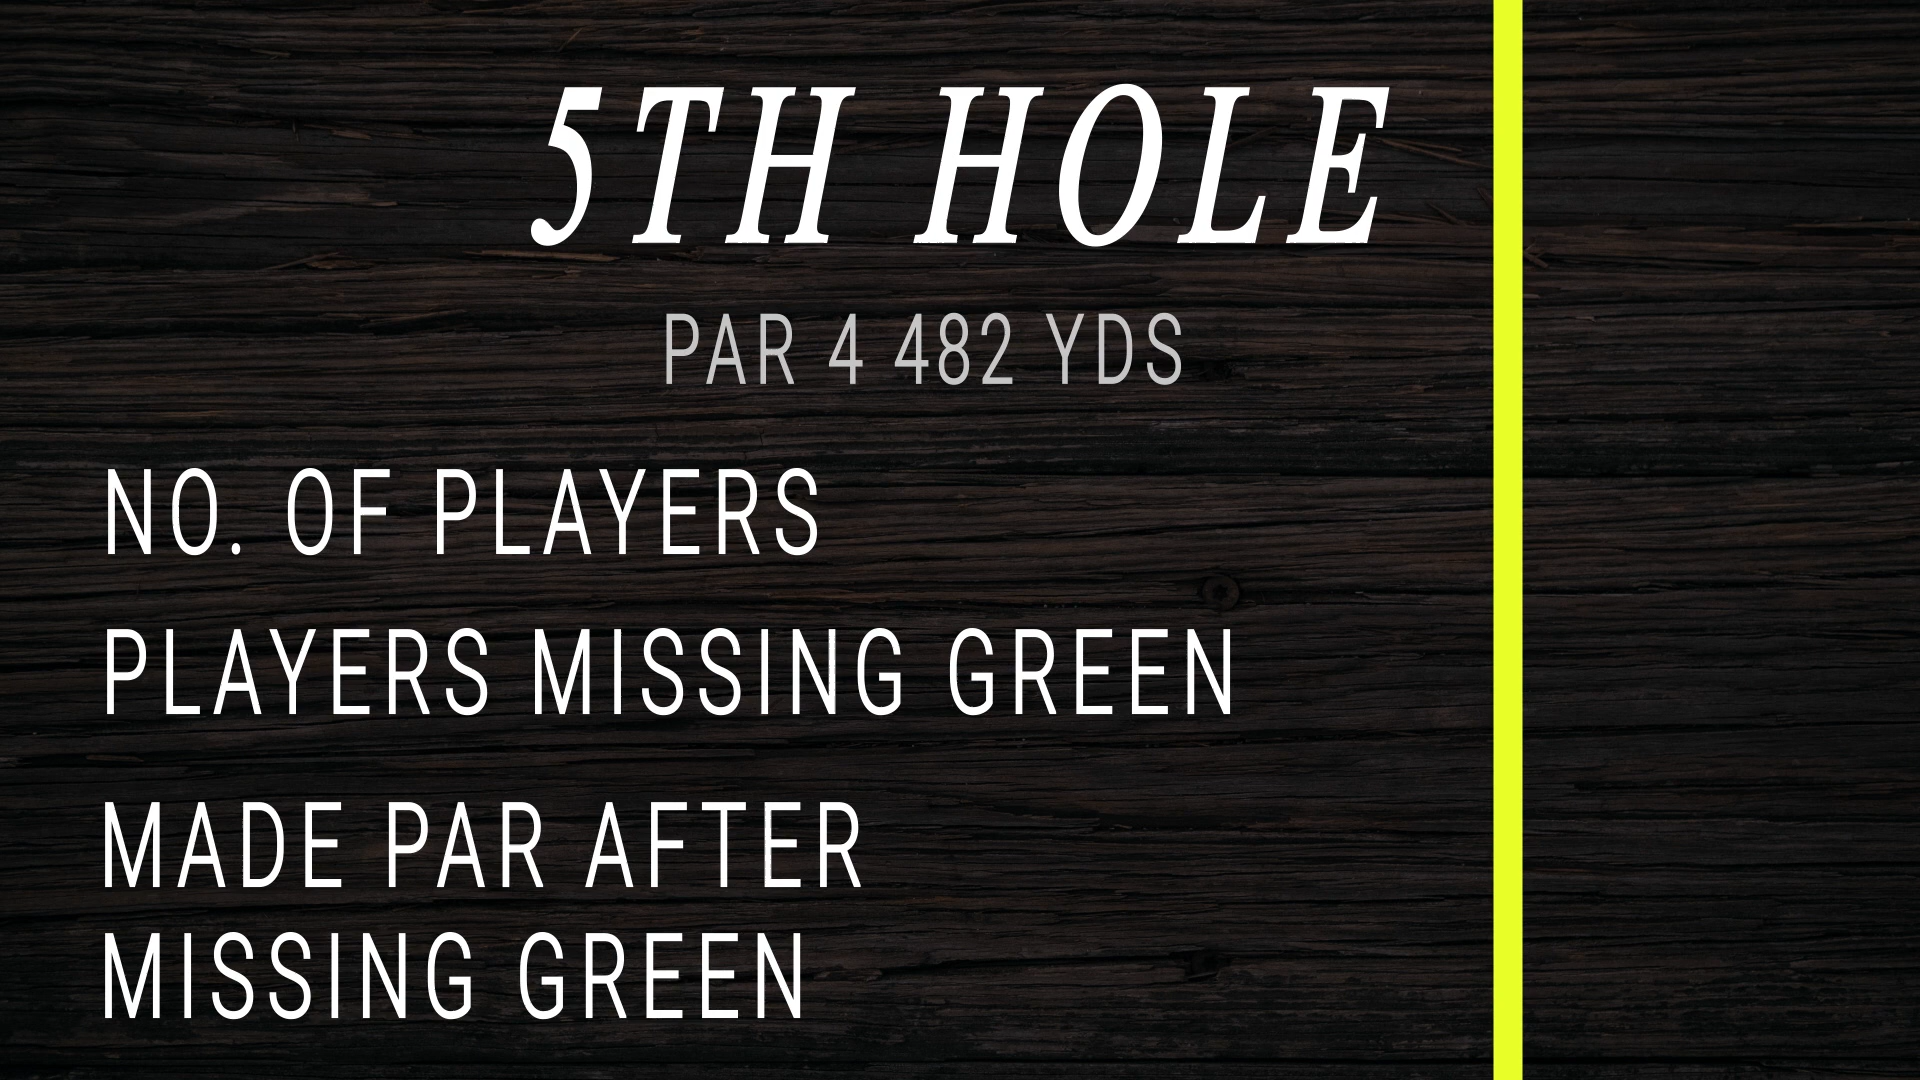 5TH HOLE
PAR 4 482 YDS
NO. OF PLAYERS
PLAYERS MISSING GREEN
MADE PAR AFTER
MISSING GREEN